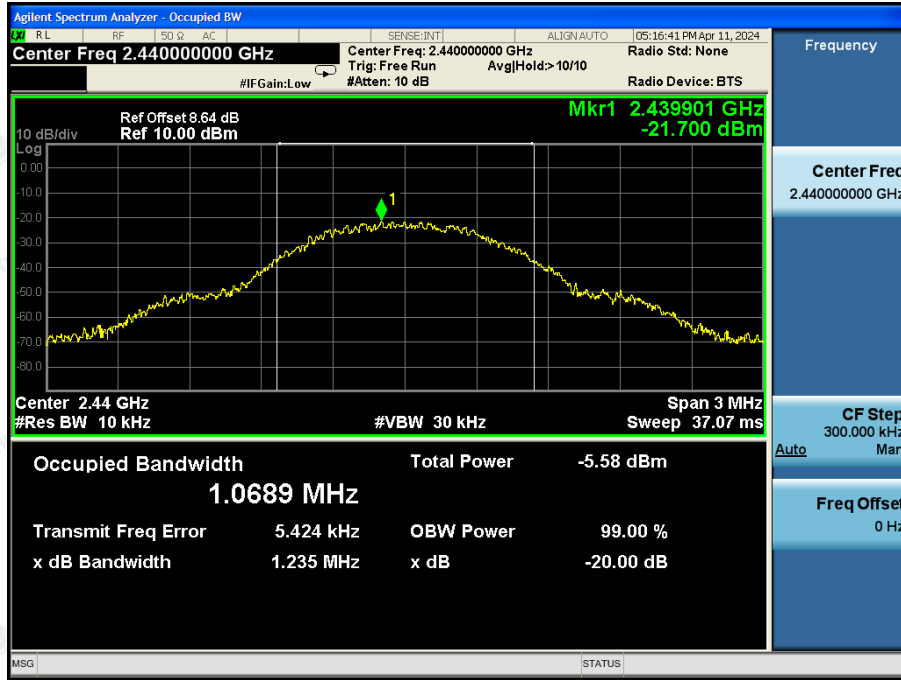 Agilent Spectrum Analyzer - Occupied BW
LXI RL RF 50 Ω AC SENSE:INT ALIGNAUTO 05:16:41 PM Apr 11, 2024
Center Freq 2.440000000 GHz
Center Freq: 2.440000000 GHz
Radio Std: None
Trig: Free Run Avg|Hold:>10/10
#IFGain:Low
#Atten: 10 dB
Radio Device: BTS
Frequency
Ref Offset 8.64 dB
Mkr1 2.439901 GHz
10 dB/div Ref 10.00 dBm
-21.700 dBm
Log
0.00
-10.0
-20.0
-30.0
-40.0
-50.0
-60.0
-70.0
-80.0
1
Center 2.44 GHz
Span 3 MHz
#Res BW 10 kHz
#VBW 30 kHz
Sweep 37.07 ms
Occupied Bandwidth
Total Power -5.58 dBm
1.0689 MHz
Transmit Freq Error 5.424 kHz
OBW Power 99.00 %
x dB Bandwidth 1.235 MHz
x dB -20.00 dB
Center Freq
2.440000000 GHz
CF Step
300.000 kHz
Auto Man
Freq Offset
0 Hz
MSG STATUS